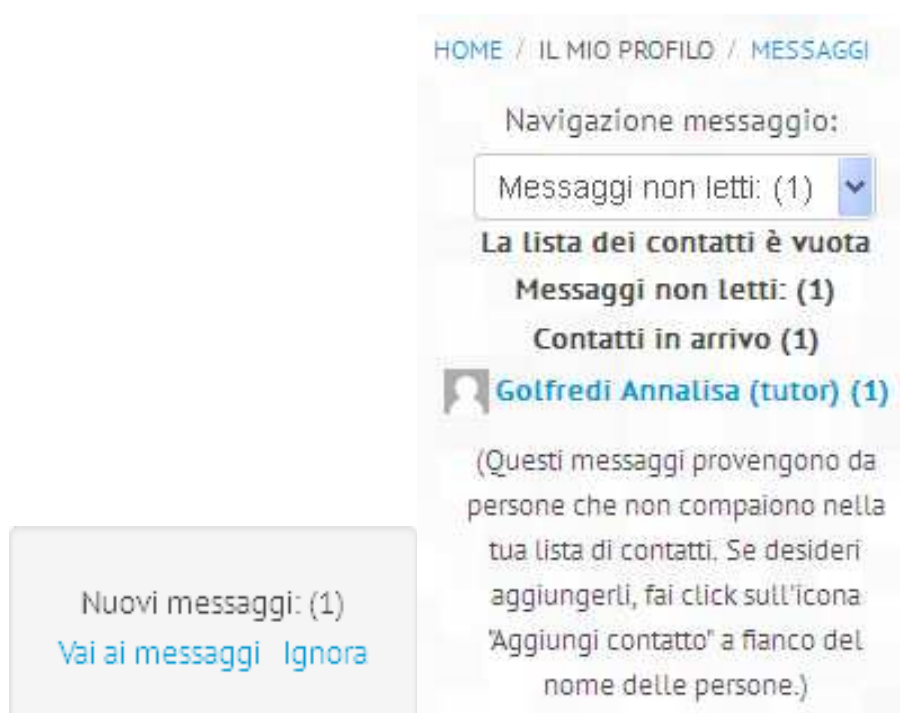 HOME / IL MIO PROFILO / MESSAGGI
Navigazione messaggio:
Messaggi non letti: (1)
La lista dei contatti è vuota
Messaggi non letti: (1)
Contatti in arrivo (1)
Golfredi Annalisa (tutor) (1)
(Questi messaggi provengono da
persone che non compaiono nella
tua lista di contatti. Se desideri
aggiungerli, fai click sull'icona
"Aggiungi contatto" a fianco del
nome delle persone.)
Nuovi messaggi: (1)
Vai ai messaggi Ignora